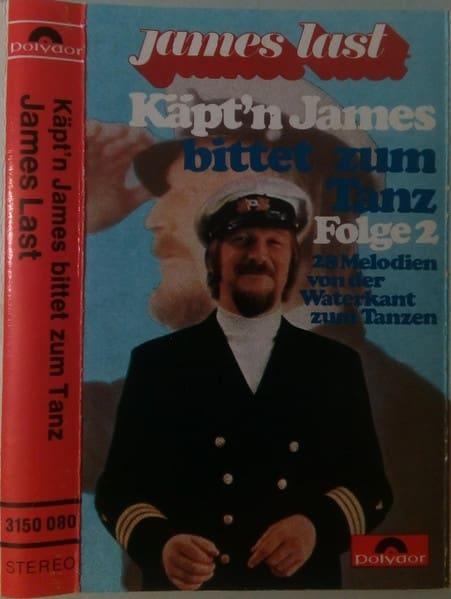 Polydor
Käpt'n James bittet zum Tanz
James Last
3150 080
STEREO
james last
Käpt'n James
bittet zum
Tanz
Folge 2
28 Melodien
von der
Waterkant
zum Tanzen
P
Polydor